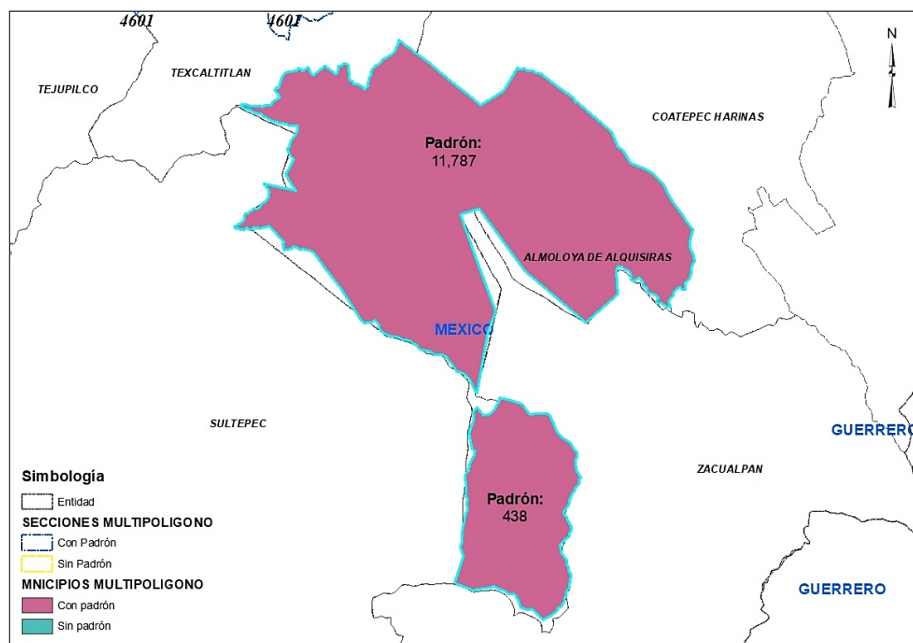 4601
4601
N
TEXCALTITLAN
TEJUPILCO
COATEPEC HARINAS
Padrón:
11,787
ALMOLOYA DE ALQUISIRAS
MEXICO
SULTEPEC
GUERRERO
ZACUALPAN
Padrón:
438
GUERRERO
Simbología
Entidad
SECCIONES MULTIPOLIGONO
Con Padrón
Sin Padrón
MNICIPIOS MULTIPOLIGONO
Con padrón
Sin padrón